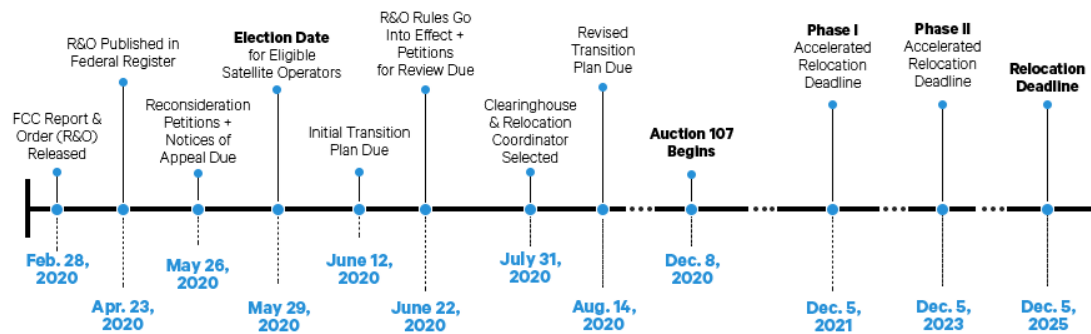 FCC Report &
Order (R&O)
Released
Feb. 28,
2020
R&O Published in
Federal Register
Apr. 23,
2020
Reconsideration
Petitions +
Notices of
Appeal Due
May 26,
2020
Election Date
for Eligible
Satellite Operators
May 29,
2020
Initial Transition
Plan Due
June 12,
2020
R&O Rules Go
Into Effect +
Petitions
for Review Due
June 22,
2020
Clearinghouse
& Relocation
Coordinator
Selected
July 31,
2020
Revised
Transition
Plan Due
Aug. 14,
2020
Auction 107
Begins
Dec. 8,
2020
Phase I
Accelerated
Relocation
Deadline
Dec. 5,
2021
Phase II
Accelerated
Relocation
Deadline
Dec. 5,
2023
Relocation
Deadline
Dec. 5,
2025